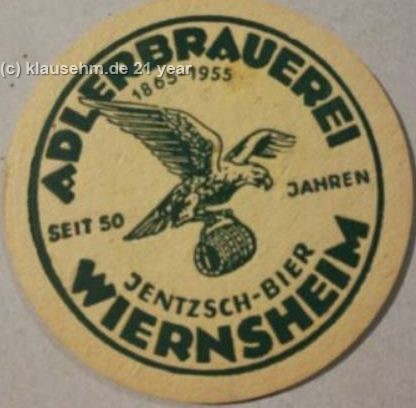 (c) klausehm.de 21 year
ADLERBRAUEREI
1865-1955
SEIT 50 JAHREN
JENTZSCH-BIER
WIERNSHEIM